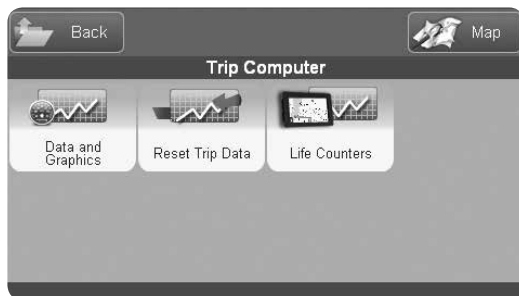 Back
Map
Trip Computer
Data and
Graphics
Reset Trip Data
Life Counters